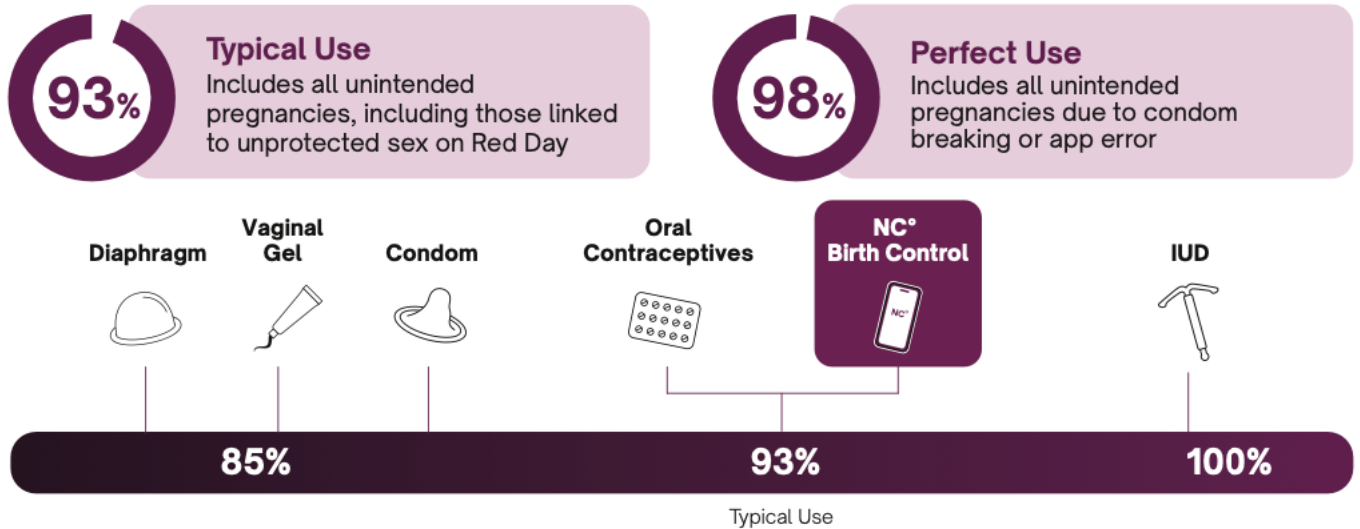 93%
Typical Use
Includes all unintended
pregnancies, including those linked
to unprotected sex on Red Day
98%
Perfect Use
Includes all unintended
pregnancies due to condom
breaking or app error
Diaphragm
Vaginal
Gel
Condom
Oral
Contraceptives
NC°
Birth Control
NC°
IUD
85%
93%
100%
Typical Use